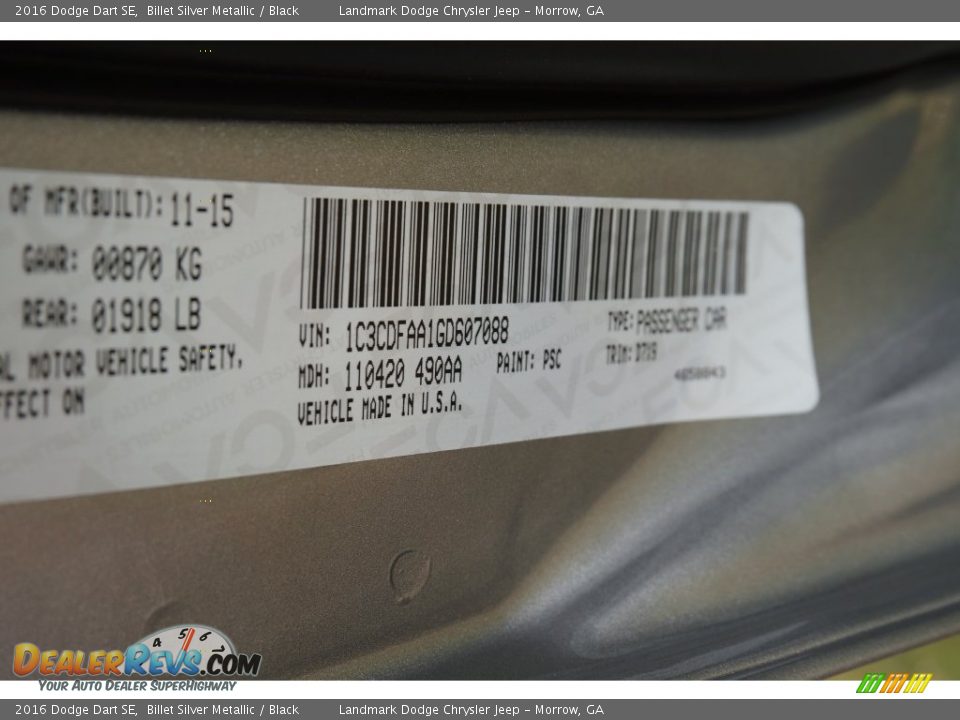 2016 Dodge Dart SE,  Billet Silver Metallic / Black    Landmark Dodge Chrysler Jeep – Morrow, GA
OF MFR(BUILT): 11-15
GAWR: 00870 KG
REAR: 01918 LB
AL MOTOR VEHICLE SAFETY.
FFECT ON
VIN: 1C3CDFAA1GD607088
TYPE: PASSENGER CAR
MDH: 110420 490AA
PAINT: PSC
TRIM:
VEHICLE MADE IN U.S.A.
4 5 6
DEALERREVS.COM
YOUR AUTO DEALER SUPERHIGHWAY
2016 Dodge Dart SE,  Billet Silver Metallic / Black    Landmark Dodge Chrysler Jeep – Morrow, GA